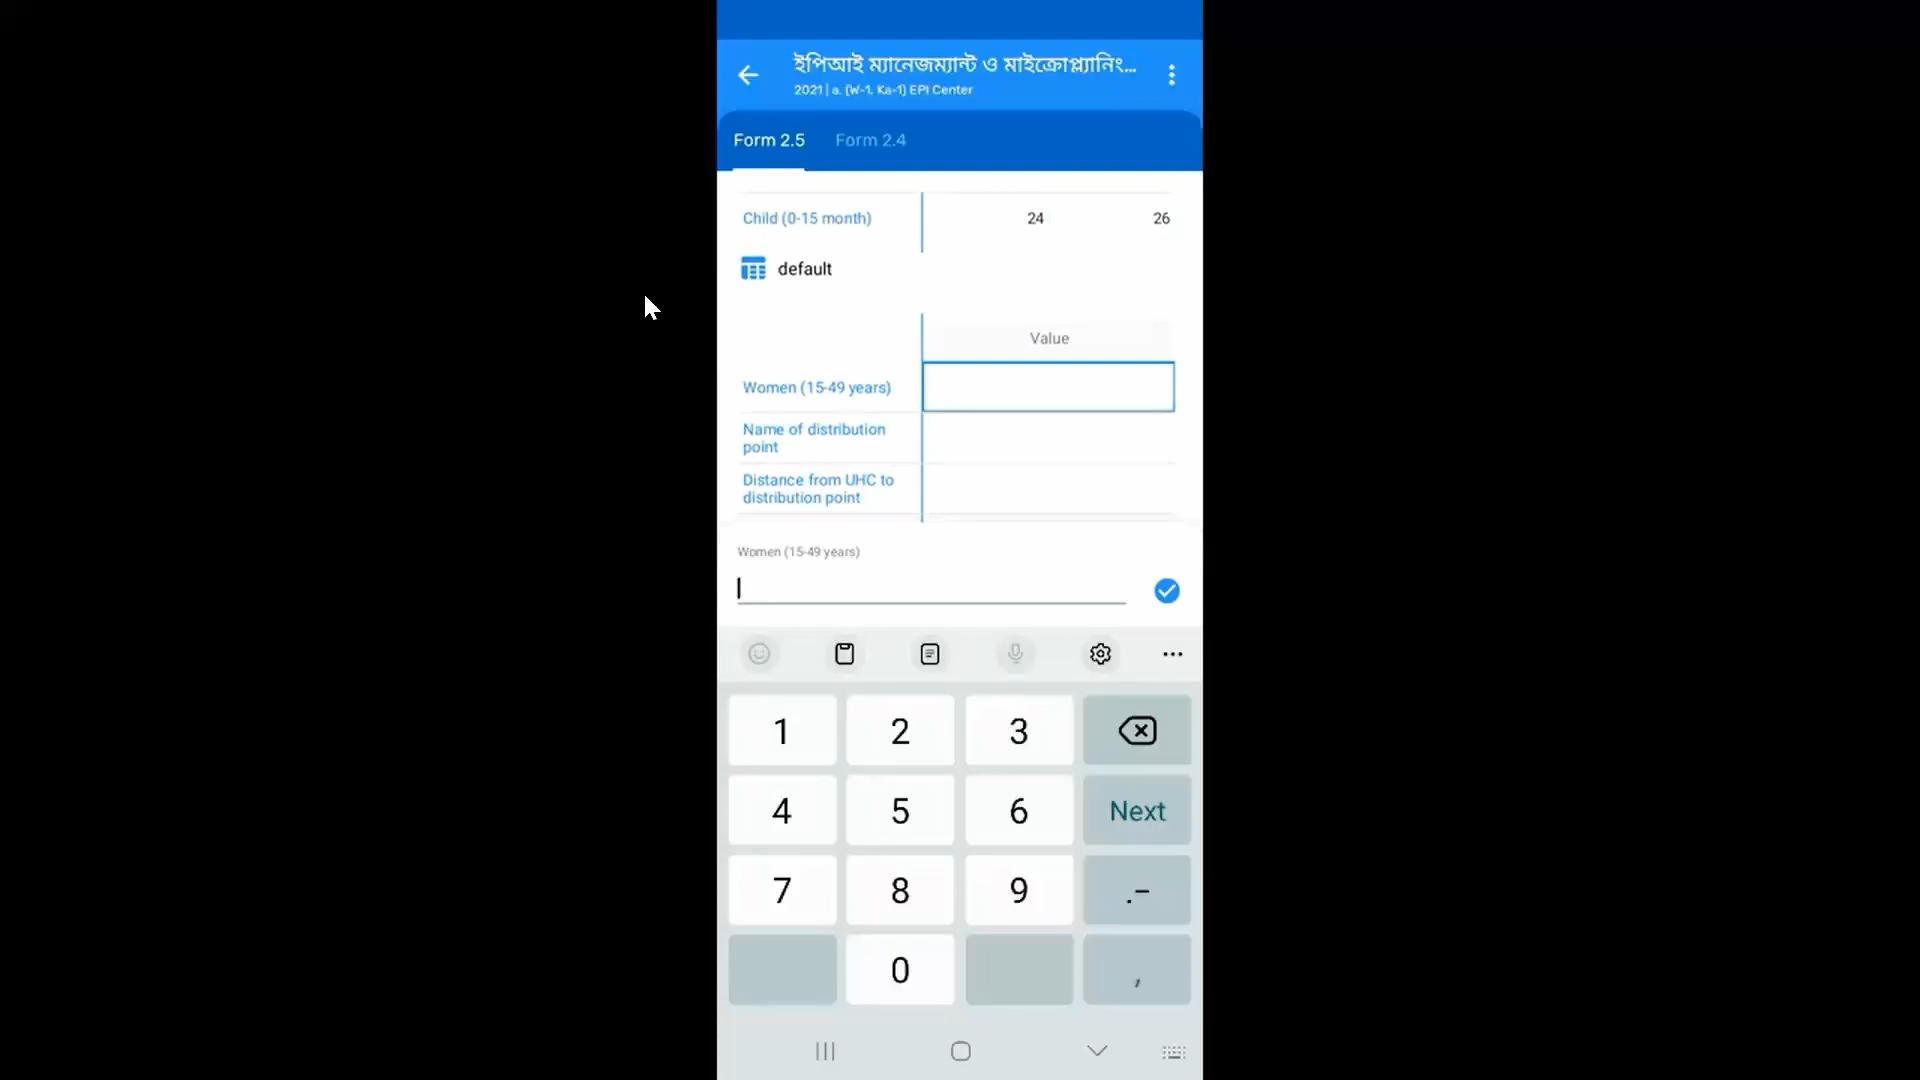 ইপিআই ম্যানেজম্যান্ট ও মাইক্রোপ্ল্যানিং...
2021 | a. (W-1, Ka-1) EPI Center
Form 2.5 Form 2.4
Child (0-15 month) 24 26
default
Value
Women (15-49 years)
Name of distribution
point
Distance from UHC to
distribution point
Women (15-49 years)
1 2 3
4 5 6 Next
7 8 9 .-
0 ,